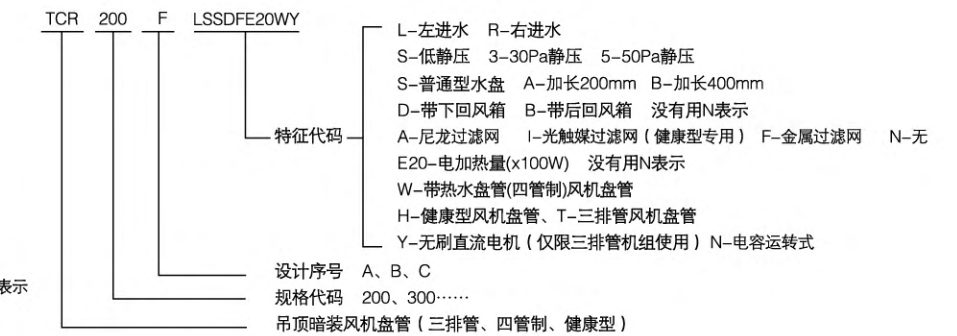 TCR 200 F LSSDFE20WY
L-左进水 R-右进水
S-低静压 3-30Pa静压 5-50Pa静压
S-普通型水盘 A-加长200mm B-加长400mm
D-带下回风箱 B-带后回风箱 没有用N表示
特征代码
A-尼龙过滤网 I-光触媒过滤网(健康型专用) F-金属过滤网 N-无
E20-电加热量(x100W) 没有用N表示
W-带热水盘管(四管制)风机盘管
H-健康型风机盘管、T-三排管风机盘管
Y-无刷直流电机(仅限三排管机组使用) N-电容运转式
设计序号 A、B、C
表示
规格代码 200、300······
吊顶暗装风机盘管(三排管、四管制、健康型)